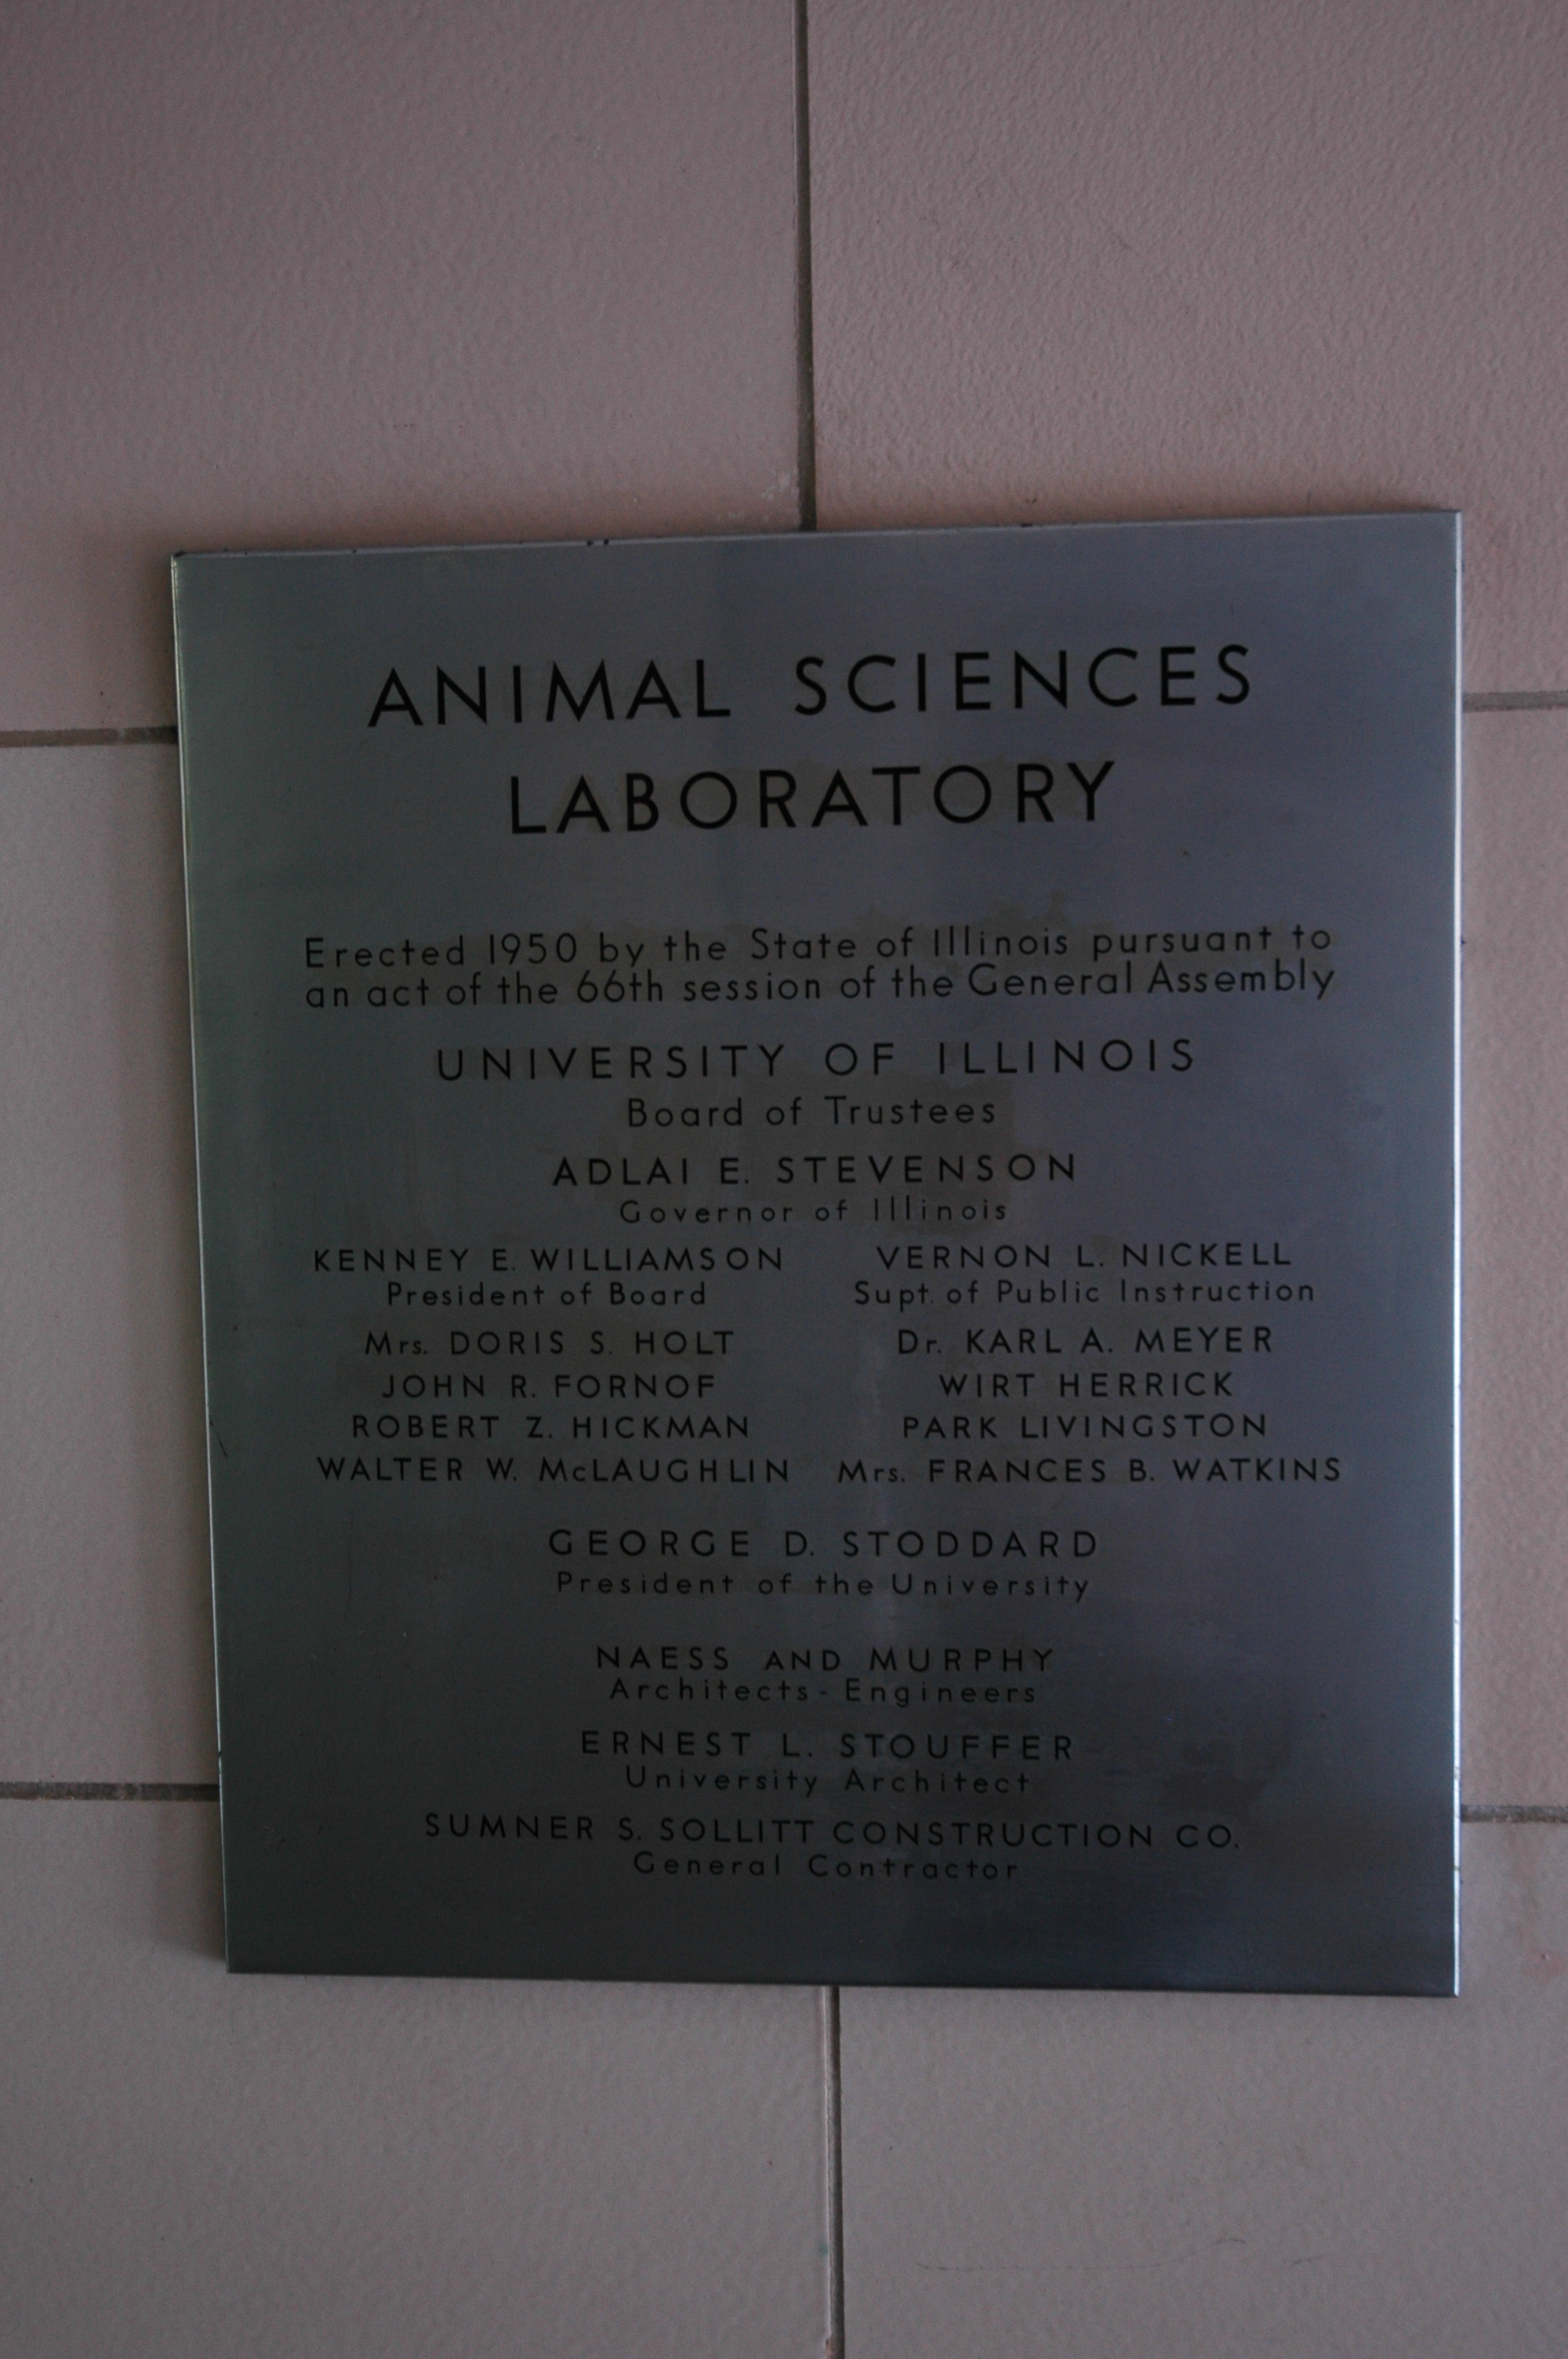 ANIMAL SCIENCES
LABORATORY
Erected 1950 by the State of Illinois pursuant to
an act of the 66th session of the General Assembly
UNIVERSITY OF ILLINOIS
Board of Trustees
ADLAI E. STEVENSON
Governor of Illinois
KENNEY E. WILLIAMSON VERNON L. NICKELL
President of Board Supt. of Public Instruction
Mrs. DORIS S. HOLT Dr. KARL A. MEYER
JOHN R. FORNOF WIRT HERRICK
ROBERT Z. HICKMAN PARK LIVINGSTON
WALTER W. McLAUGHLIN Mrs. FRANCES B. WATKINS
GEORGE D. STODDARD
President of the University
NAESS AND MURPHY
Architects - Engineers
ERNEST L. STOUFFER
University Architect
SUMNER S. SOLLITT CONSTRUCTION CO.
General Contractor